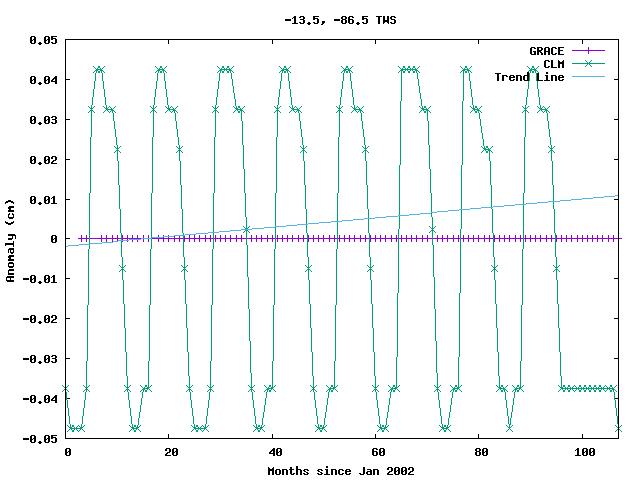 -13.5, -86.5 TWS
0.05
GRACE
CLM
Trend Line
0.04
0.03
0.02
0.01
0
-0.01
-0.02
-0.03
-0.04
-0.05
Anomaly (cm)
0 20 40 60 80 100
Months since Jan 2002